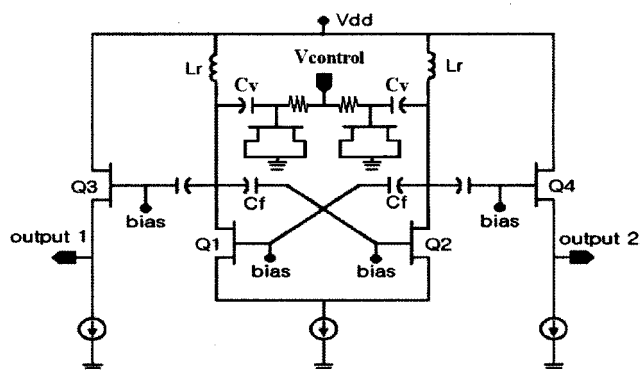 Vdd
Lr
Vcontrol
Lr
Cv
Cv
Q3
Q4
bias
Cf
Cf
bias
output 1
Q1
Q2
output 2
bias
bias